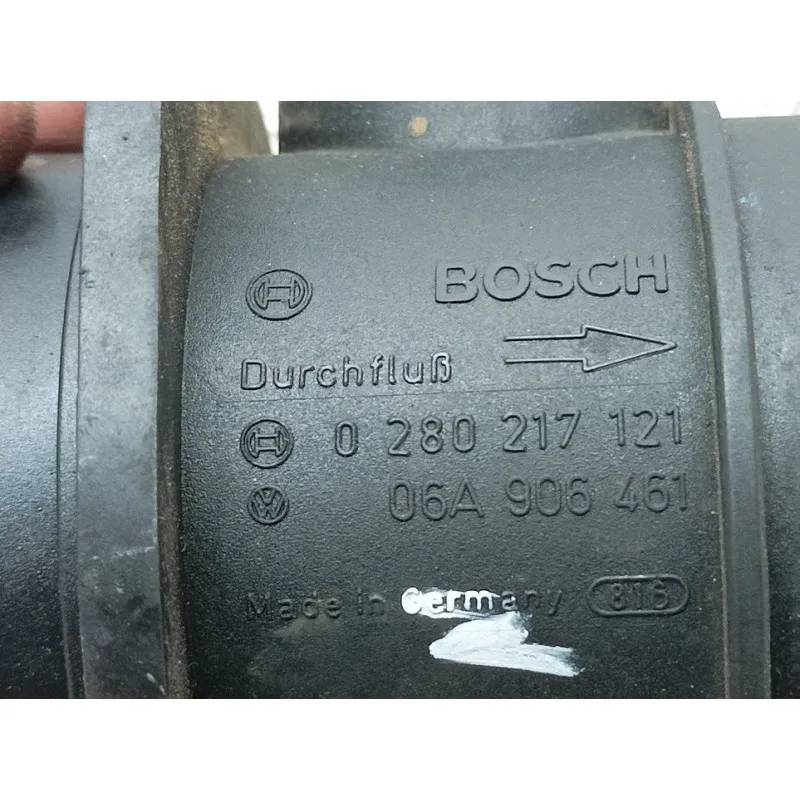 BOSCH
Durchfluß
0 280 217 121
06A 906 461
Made in Germany 816